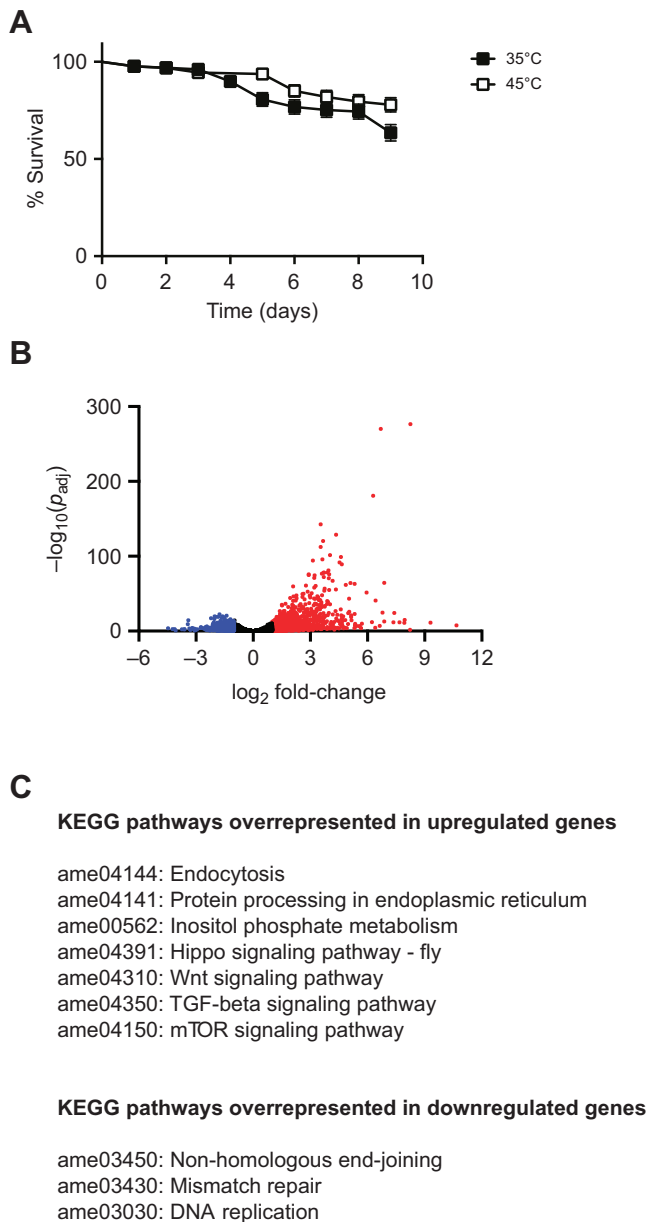 A
100
50
0
% Survival
0 2 4 6 8 10
Time (days)
35°C
45°C
B
300
200
100
0
–log10(padj)
–6 –3 0 3 6 9 12
log2 fold-change
C
KEGG pathways overrepresented in upregulated genes
ame04144: Endocytosis
ame04141: Protein processing in endoplasmic reticulum
ame00562: Inositol phosphate metabolism
ame04391: Hippo signaling pathway - fly
ame04310: Wnt signaling pathway
ame04350: TGF-beta signaling pathway
ame04150: mTOR signaling pathway
KEGG pathways overrepresented in downregulated genes
ame03450: Non-homologous end-joining
ame03430: Mismatch repair
ame03030: DNA replication